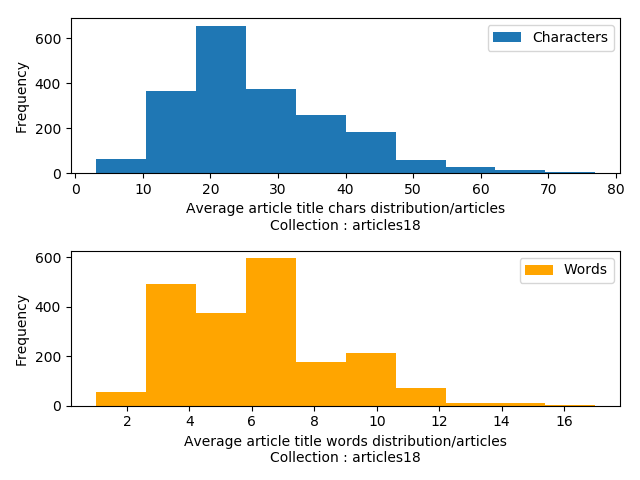 Characters
Frequency
600
400
200
0
0 10 20 30 40 50 60 70 80
Average article title chars distribution/articles
Collection : articles18
Words
Frequency
600
400
200
0
2 4 6 8 10 12 14 16
Average article title words distribution/articles
Collection : articles18